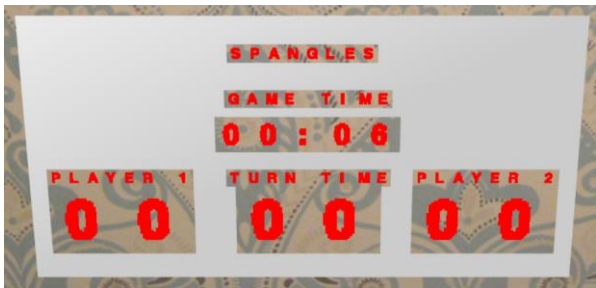 SPANGLES
GAME TIME
00:06
PLAYER 1 TURN TIME PLAYER 2
00 00 00